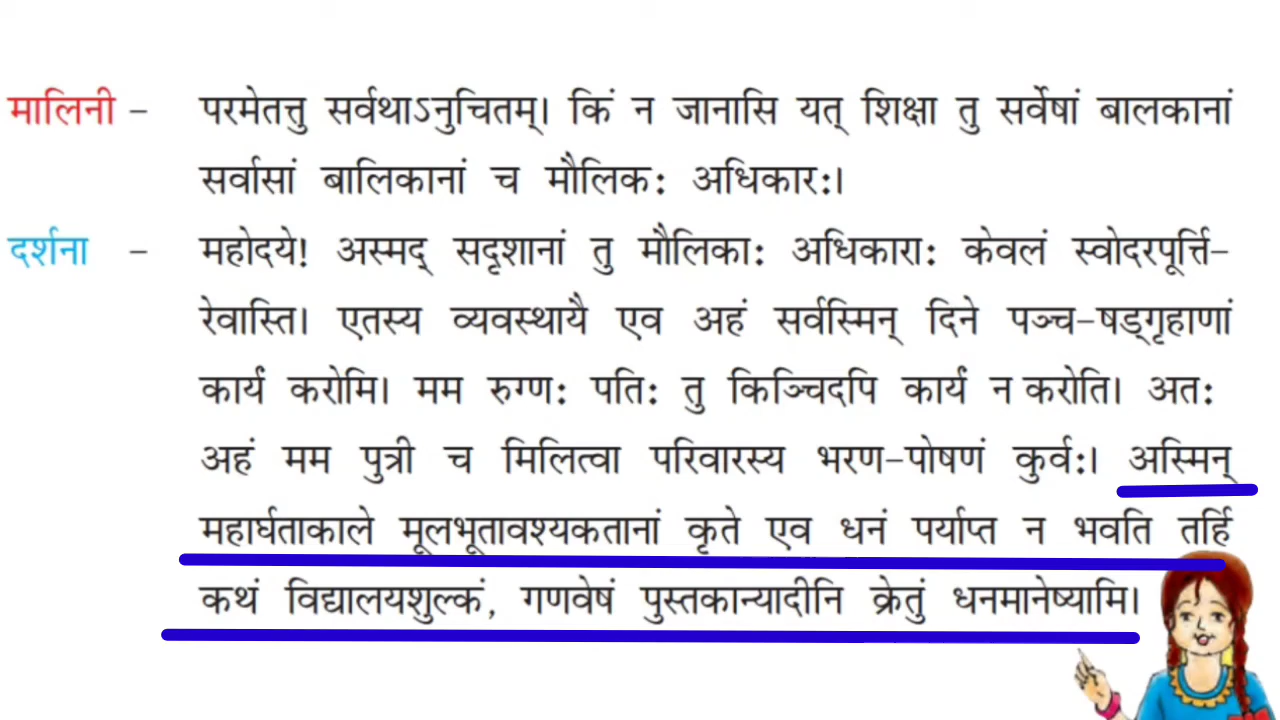 मालिनी – परमेतत्तु सर्वथाऽनुचितम्। किं न जानासि यत् शिक्षा तु सर्वेषां बालकानां
सर्वासां बालिकानां च मौलिकः अधिकारः।
दर्शना – महोदये! अस्मद् सदृशानां तु मौलिकाः अधिकाराः केवलं स्वोदरपूर्त्ति-
रेवास्ति। एतस्य व्यवस्थायै एव अहं सर्वस्मिन् दिने पञ्च-षड्गृहाणां
कार्यं करोमि। मम रुग्णः पतिः तु किञ्चिदपि कार्यं न करोति। अतः
अहं मम पुत्री च मिलित्वा परिवारस्य भरण-पोषणं कुर्वः। अस्मिन्
महार्घताकाले मूलभूतावश्यकतानां कृते एव धनं पर्याप्त न भवति तर्हि
कथं विद्यालयशुल्कं, गणवेषं पुस्तकान्यादीनि क्रेतुं धनमानेष्यामि।